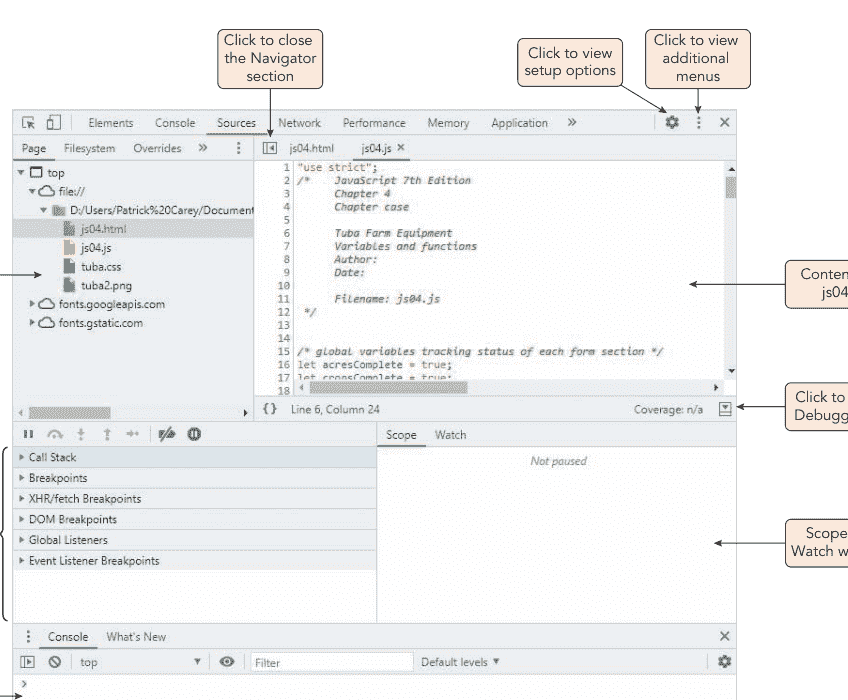 Click to close
the Navigator
section
Click to view
setup options
Click to view
additional
menus
Elements Console Sources Network Performance Memory Application »
Page Filesystem Overrides »
js04.html js04.js ×
top
file://
D:/Users/Patrick%20Carey/Document
js04.html
js04.js
tuba.css
tuba2.png
fonts.googleapis.com
fonts.gstatic.com
1 "use strict";
2 /* JavaScript 7th Edition
3 Chapter 4
4 Chapter case
5
6 Tuba Farm Equipment
7 Variables and functions
8 Author:
9 Date:
10
11 Filename: js04.js
12 */
13
14
15 /* global variables tracking status of each form section */
16 let acresComplete = true;
17 let cropsComplete = true;
18
Conten
js04
{} Line 6, Column 24 Coverage: n/a
Click to
Debugg
Call Stack
Breakpoints
XHR/fetch Breakpoints
DOM Breakpoints
Global Listeners
Event Listener Breakpoints
Scope Watch
Not paused
Scope
Watch w
Console What's New
top Filter Default levels
>